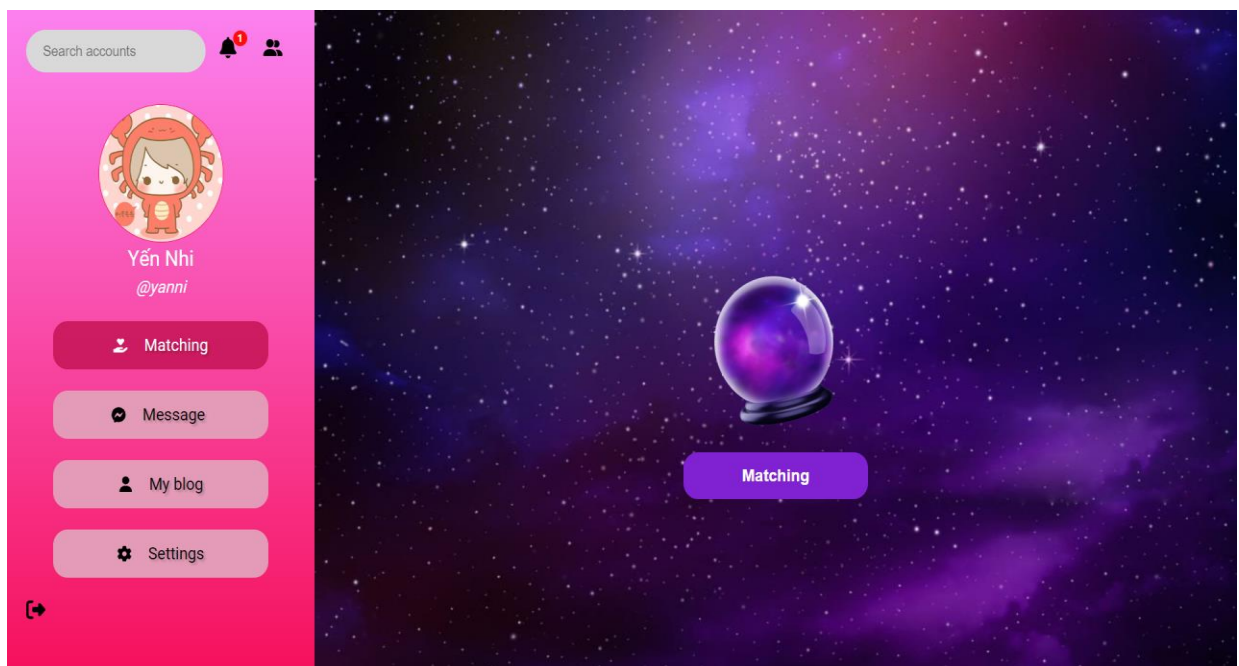 Search accounts
1
Yến Nhi
@yanni
Matching
Message
My blog
Settings
Matching